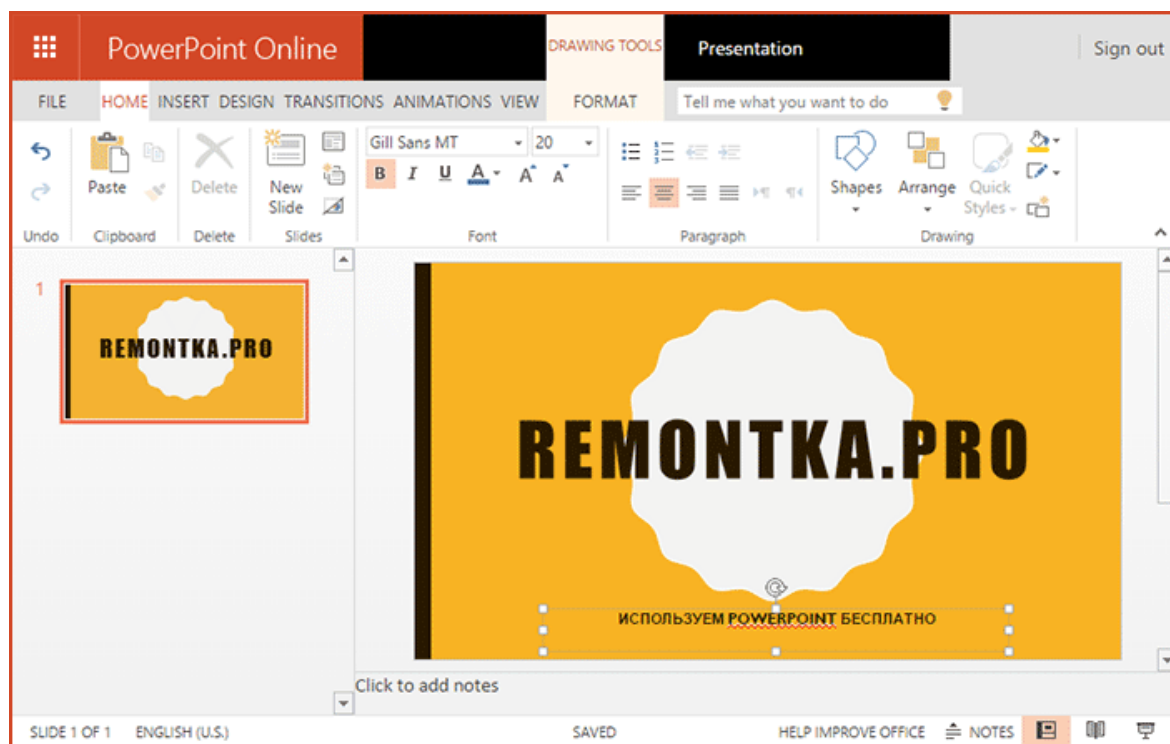 PowerPoint Online
DRAWING TOOLS
Presentation
Sign out
FILE HOME INSERT DESIGN TRANSITIONS ANIMATIONS VIEW FORMAT Tell me what you want to do
Gill Sans MT 20
B I U A A A
Paste Delete New Slide Shapes Arrange Quick Styles
Undo Clipboard Delete Slides Font Paragraph Drawing
1
REMONTKA.PRO
REMONTKA.PRO
ИСПОЛЬЗУЕМ POWERPOINT БЕСПЛАТНО
Click to add notes
SLIDE 1 OF 1 ENGLISH (U.S.) SAVED HELP IMPROVE OFFICE NOTES